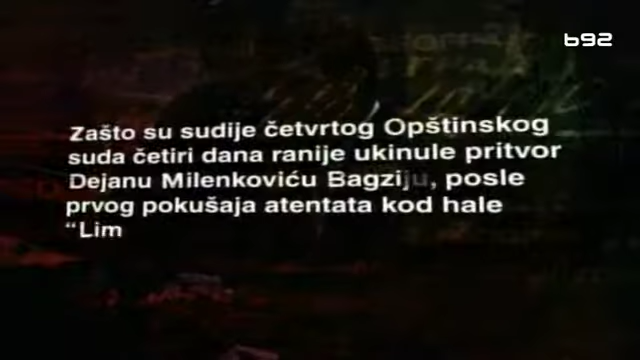 b92
Zašto su sudije četvrtog Opštinskog
suda četiri dana ranije ukinule pritvor
Dejanu Milenkoviću Bagziju, posle
prvog pokušaja atentata kod hale
“Lim